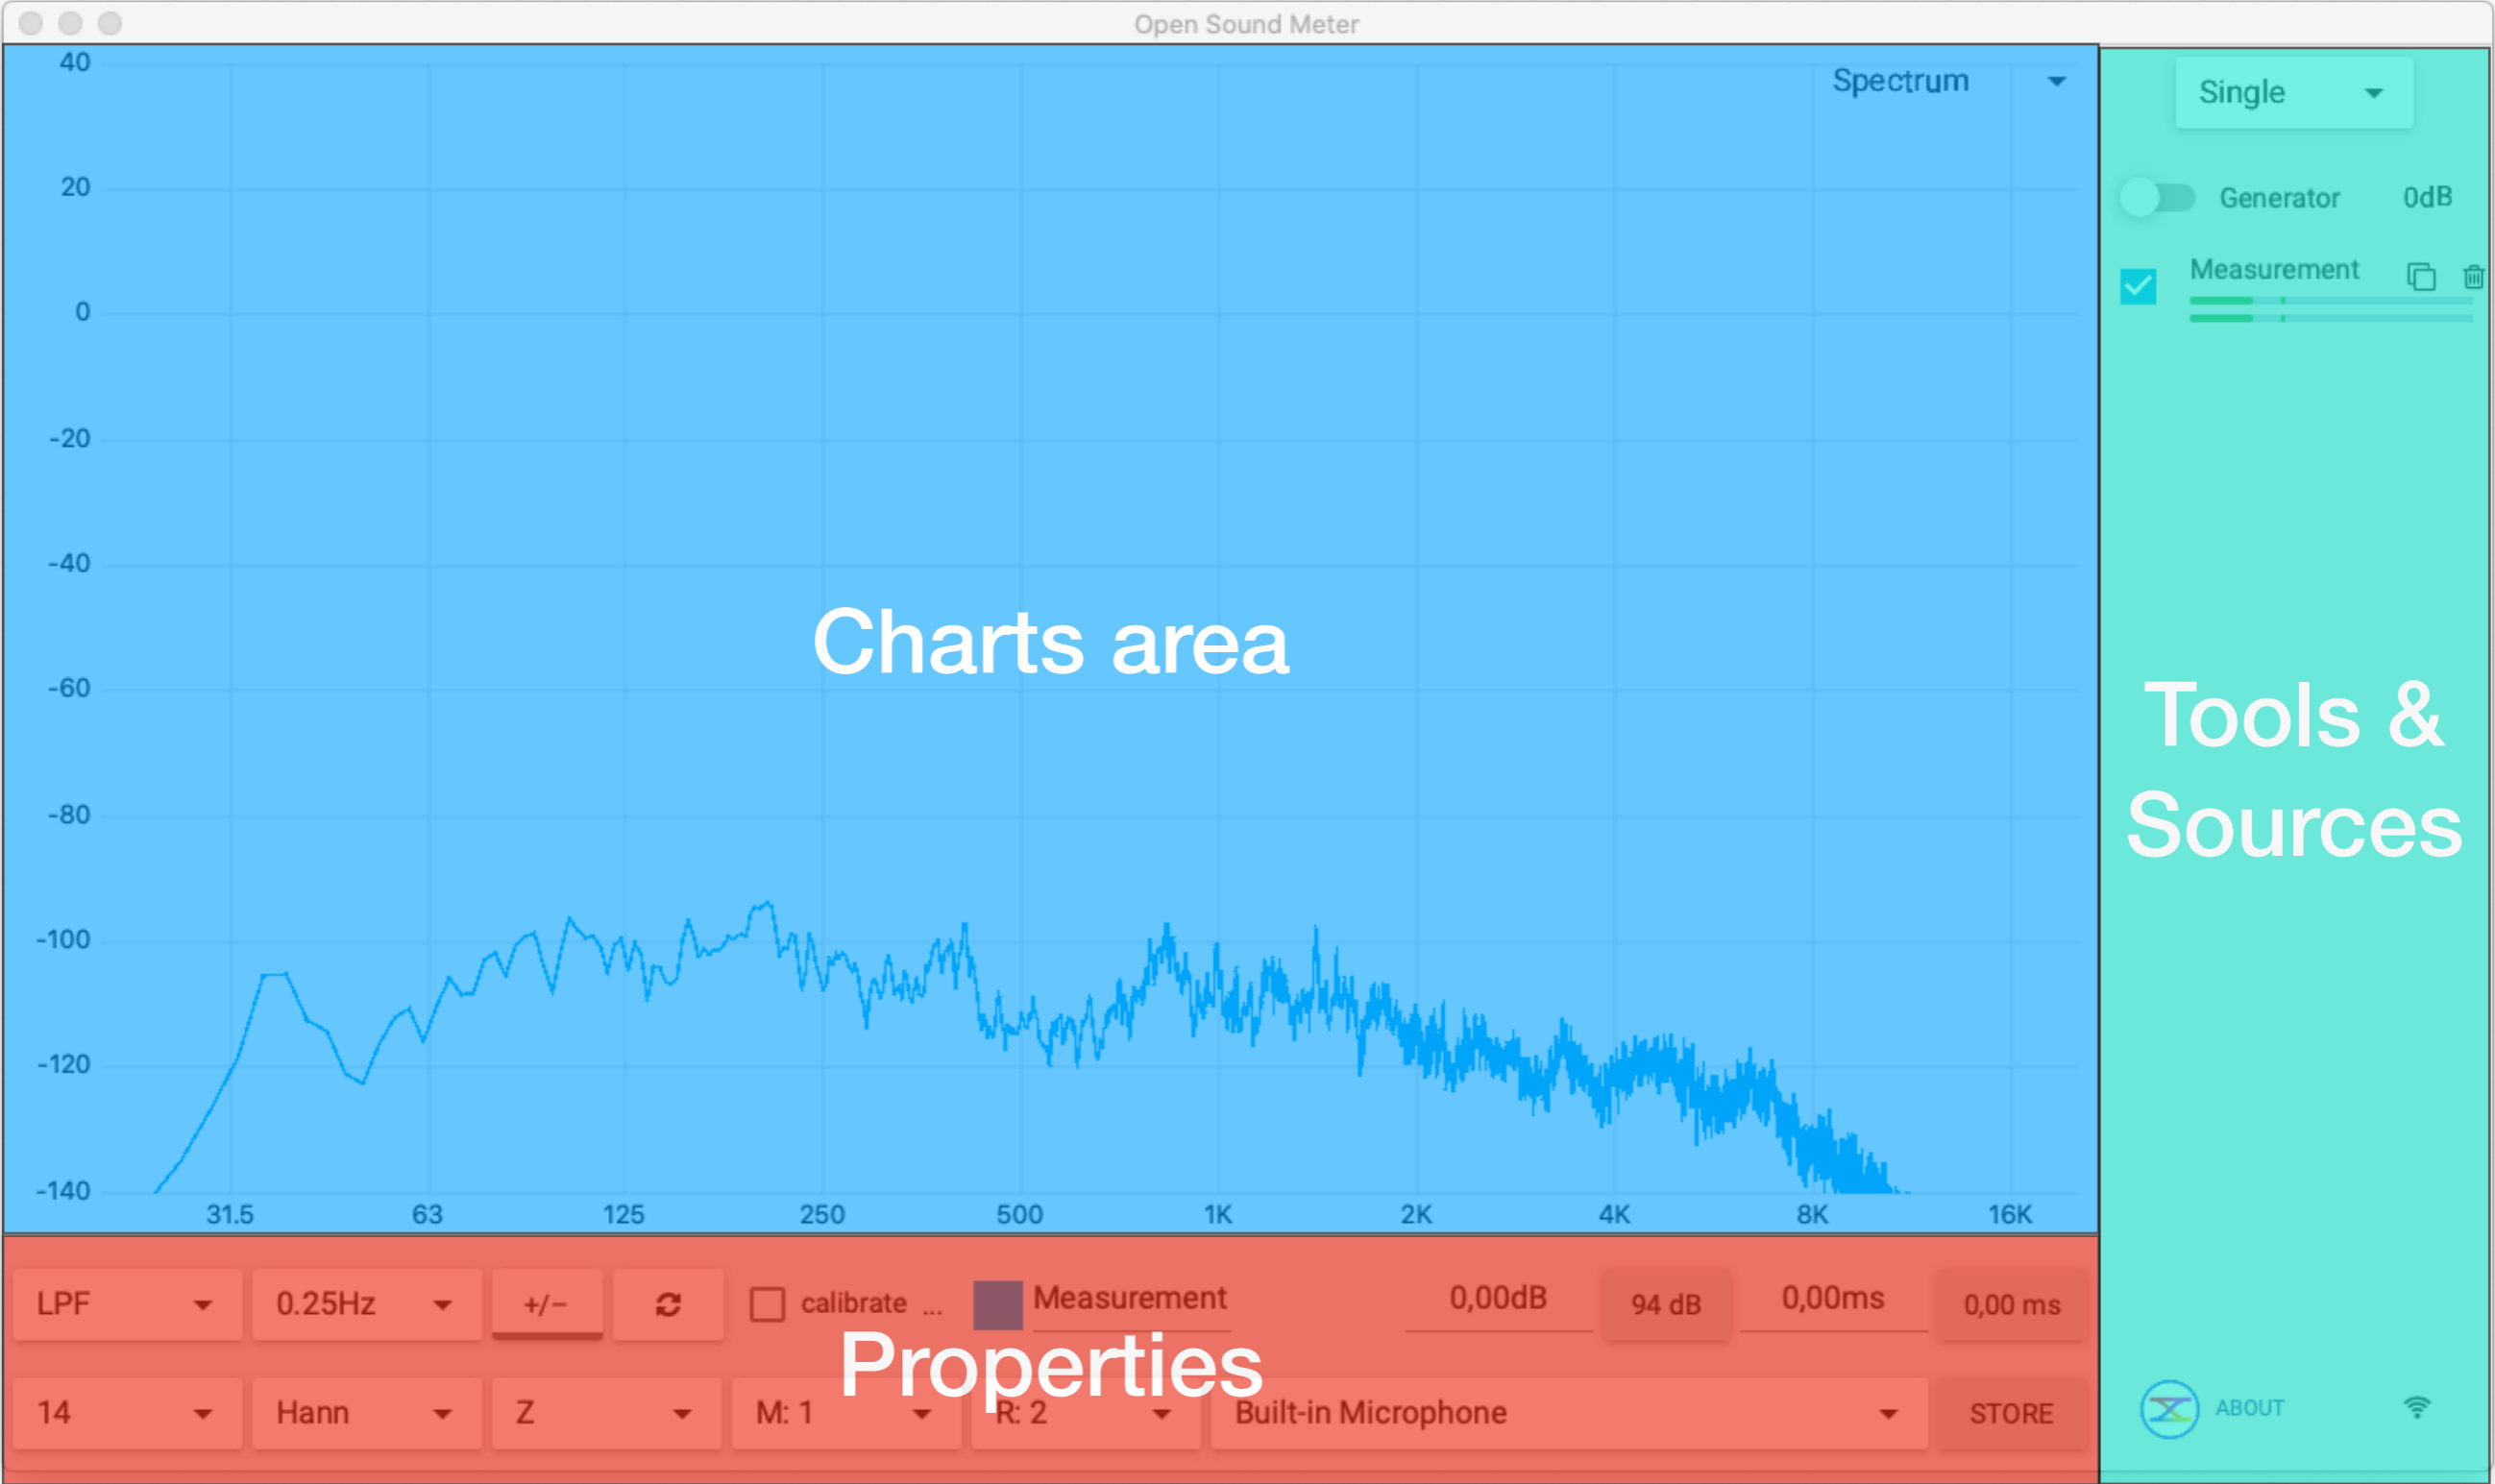 Open Sound Meter
40
Spectrum
20
0
-20
-40
-60
-80
-100
-120
-140
31.5 63 125 250 500 1K 2K 4K 8K 16K
Charts area
Single
Generator 0dB
Measurement
Tools &
Sources
ABOUT
LPF 0.25Hz +/− calibrate ... Measurement 0,00dB 94 dB 0,00ms 0,00 ms
Properties
14 Hann Z M: 1 R: 2 Built-in Microphone STORE